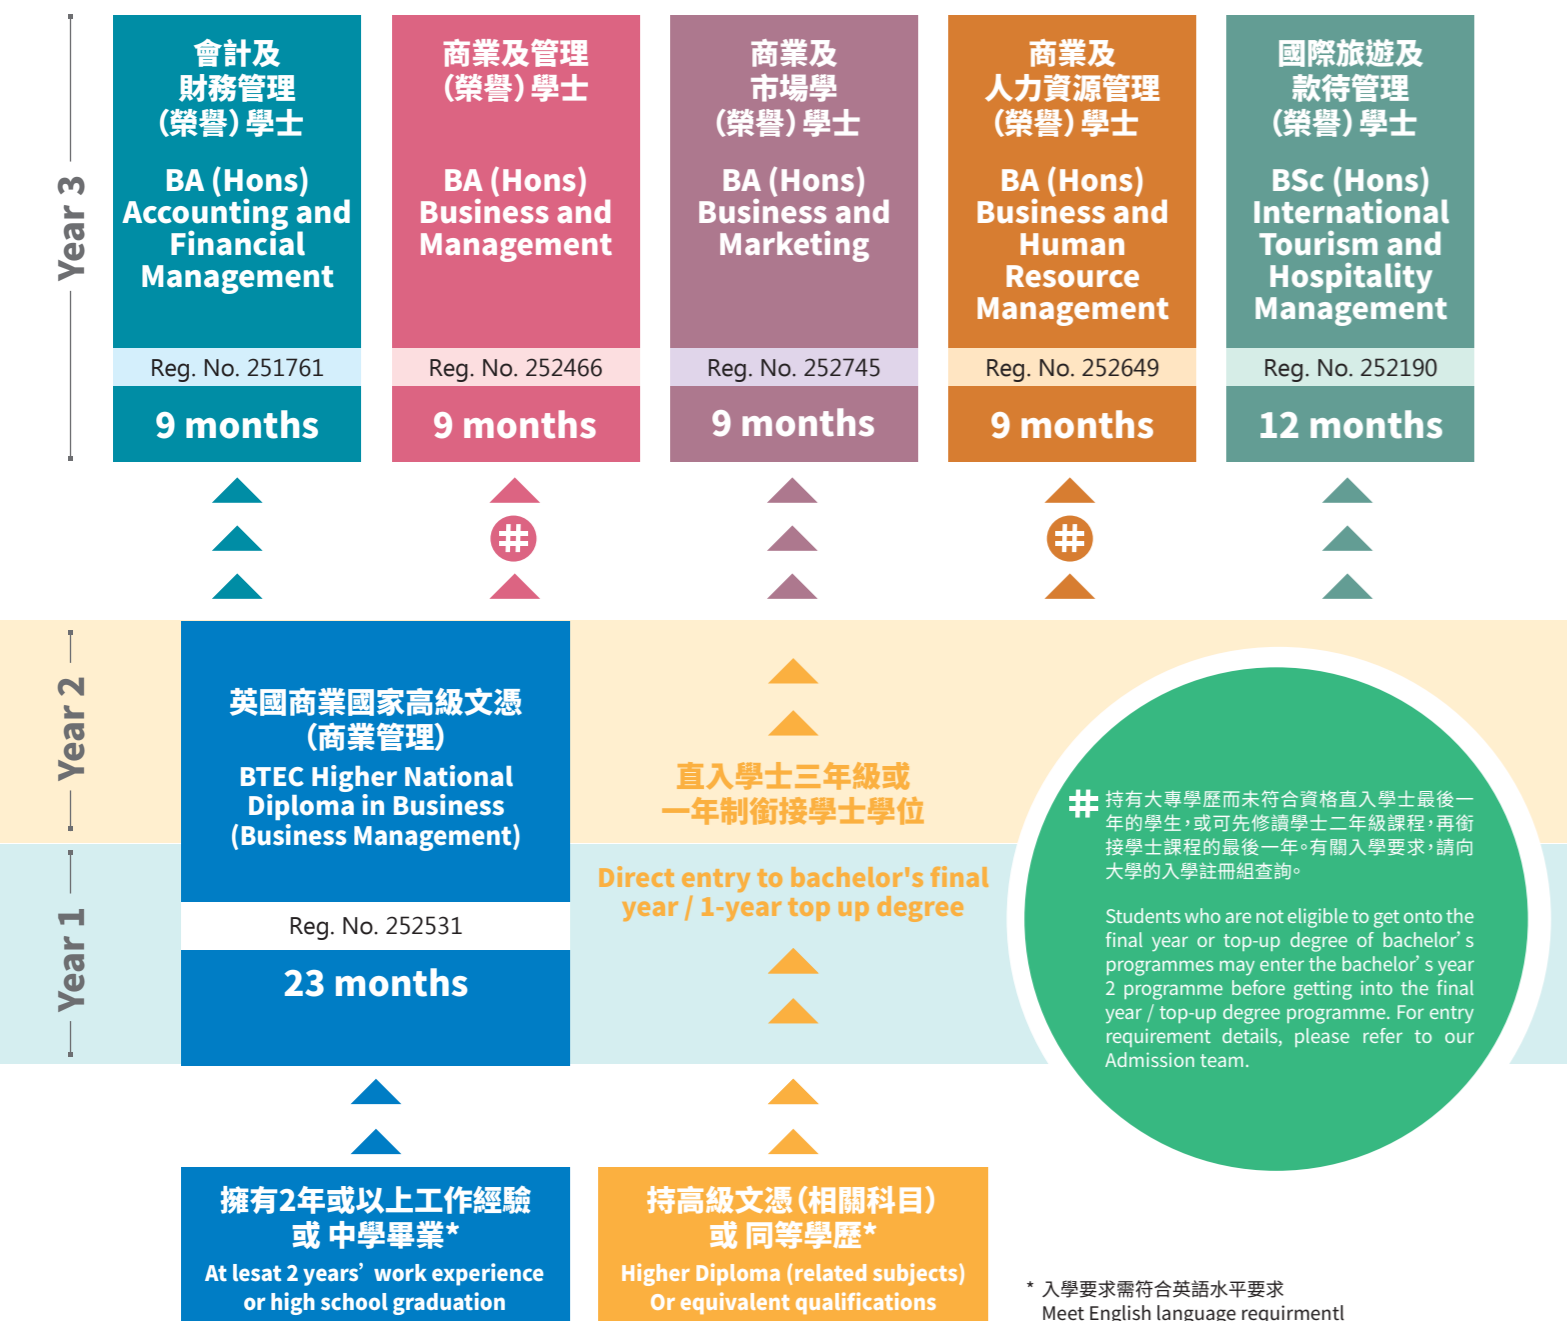 Year 3
會計及
財務管理
(榮譽)學士
BA (Hons)
Accounting and
Financial
Management
Reg. No. 251761
9 months
商業及管理
(榮譽)學士
BA (Hons)
Business and
Management
Reg. No. 252466
9 months
商業及
市場學
(榮譽)學士
BA (Hons)
Business and
Marketing
Reg. No. 252745
9 months
商業及
人力資源管理
(榮譽)學士
BA (Hons)
Business and
Human
Resource
Management
Reg. No. 252649
9 months
國際旅遊及
款待管理
(榮譽)學士
BSc (Hons)
International
Tourism and
Hospitality
Management
Reg. No. 252190
12 months
#
#
Year 2
Year 1
英國商業國家高級文憑
(商業管理)
BTEC Higher National
Diploma in Business
(Business Management)
Reg. No. 252531
23 months
直入學士三年級或
一年制銜接學士學位
Direct entry to bachelor's final
year / 1-year top up degree
# 持有大專學歷而未符合資格直入學士最後一
年的學生,或可先修讀學士二年級課程,再銜
接學士課程的最後一年。有關入學要求,請向
大學的入學註冊組查詢。
Students who are not eligible to get onto the
final year or top-up degree of bachelor's
programmes may enter the bachelor's year
2 programme before getting into the final
year / top-up degree programme. For entry
requirement details, please refer to our
Admission team.
擁有2年或以上工作經驗
或 中學畢業*
At lesat 2 years' work experience
or high school graduation
持高級文憑(相關科目)
或 同等學歷*
Higher Diploma (related subjects)
Or equivalent qualifications
* 入學要求需符合英語水平要求
Meet English language requirmentl